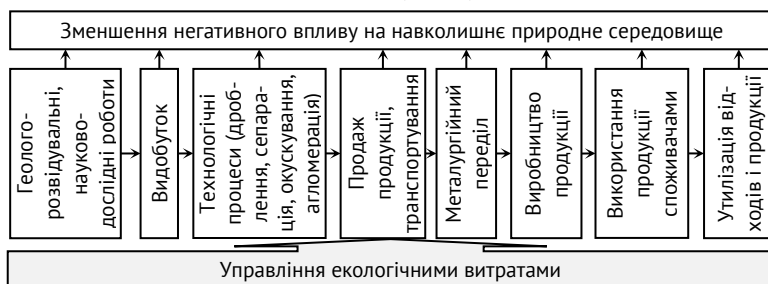 Зменшення негативного впливу на навколишнє природне середовище
Геолого-
розвідувальні,
науково-
дослідні роботи
Видобуток
Технологічні
процеси (дроб-
лення, сепара-
ція, окускування,
агломерація)
Продаж
продукції,
транспортування
Металургійний
переділ
Виробництво
продукції
Використання
продукції
споживачами
Утилізація від-
ходів і продукції
Управління екологічними витратами